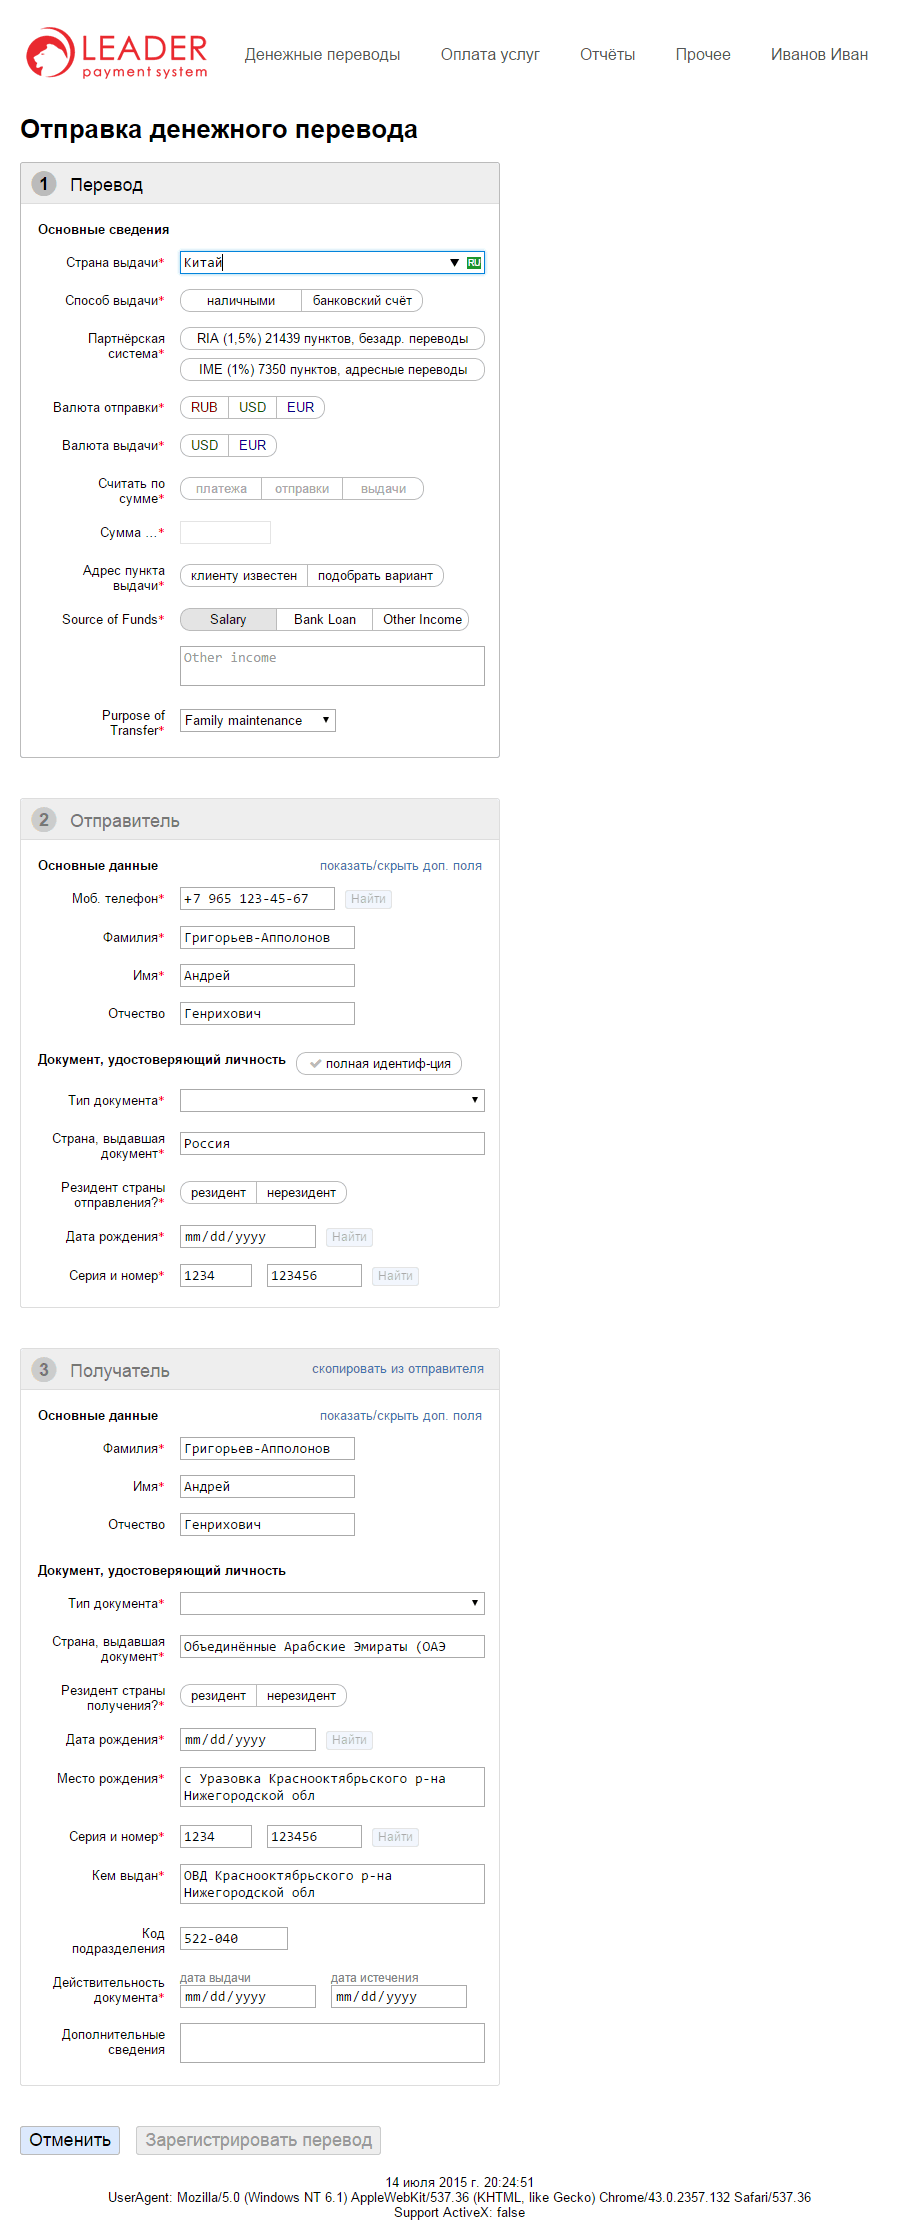 LEADER
payment system
Денежные переводы Оплата услуг Отчёты Прочее Иванов Иван
Отправка денежного перевода
1 Перевод
Основные сведения
Страна выдачи* Китай RU
Способ выдачи* наличными банковский счёт
Партнёрская система* RIA (1,5%) 21439 пунктов, безадр. переводы
IME (1%) 7350 пунктов, адресные переводы
Валюта отправки* RUB USD EUR
Валюта выдачи* USD EUR
Считать по сумме* платежа отправки выдачи
Сумма ...*
Адрес пункта выдачи* клиенту известен подобрать вариант
Source of Funds* Salary Bank Loan Other Income
Other income
Purpose of Transfer* Family maintenance
2 Отправитель
Основные данные показать/скрыть доп. поля
Моб. телефон* +7 965 123-45-67 Найти
Фамилия* Григорьев-Апполонов
Имя* Андрей
Отчество Генрихович
Документ, удостоверяющий личность полная идентиф-ция
Тип документа*
Страна, выдавшая документ* Россия
Резидент страны отправления?* резидент нерезидент
Дата рождения* mm/dd/yyyy Найти
Серия и номер* 1234 123456 Найти
3 Получатель скопировать из отправителя
Основные данные показать/скрыть доп. поля
Фамилия* Григорьев-Апполонов
Имя* Андрей
Отчество Генрихович
Документ, удостоверяющий личность
Тип документа*
Страна, выдавшая документ* Объединённые Арабские Эмираты (ОАЭ
Резидент страны получения?* резидент нерезидент
Дата рождения* mm/dd/yyyy Найти
Место рождения* с Уразовка Краснооктябрьского р-на
Нижегородской обл
Серия и номер* 1234 123456 Найти
Кем выдан* ОВД Краснооктябрьского р-на
Нижегородской обл
Код подразделения 522-040
дата выдачи дата истечения
Действительность документа* mm/dd/yyyy mm/dd/yyyy
Дополнительные сведения
Отменить Зарегистрировать перевод
14 июля 2015 г. 20:24:51
UserAgent: Mozilla/5.0 (Windows NT 6.1) AppleWebKit/537.36 (KHTML, like Gecko) Chrome/43.0.2357.132 Safari/537.36
Support ActiveX: false